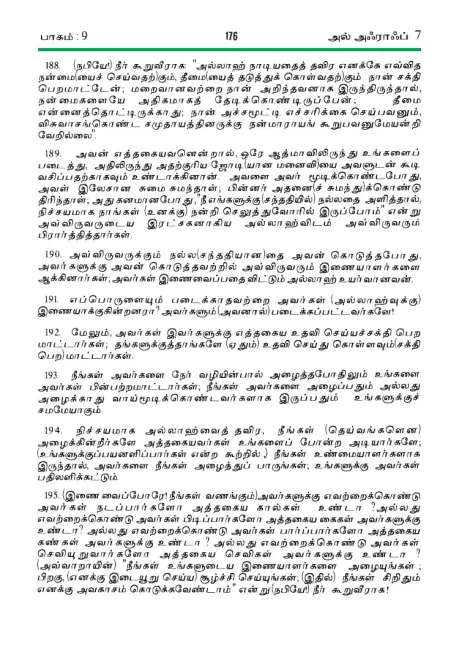 பாகம் : 9 176 அல் அஃராஃப் 7
188. (நபியே!) நீர் கூறுவீராக: "அல்லாஹ் நாடியதைத் தவிர எனக்கே எவ்வித
நன்மை(யைச் செய்வதற்)கும், தீமை(யைத் தடுத்துக் கொள்வதற்)கும் நான் சக்தி
பெறமாட்டேன்; மறைவானவற்றை நான் அறிந்தவனாக இருந்திருந்தால்,
நன்மைகளையே அதிகமாகத் தேடிக்கொண்டிருப்பேன்; தீமை
என்னைத்தொட்டிருக்காது; நான் அச்சமூட்டி எச்சரிக்கை செய்பவனும்,
விசுவாசங்கொண்ட சமுதாயத்தினருக்கு நன்மாராயங் கூறுபவனுமேயன்றி
வேறில்லை".
189. அவன் எத்தகையவனென்றால், ஒரே ஆத்மாவிலிருந்து உங்களைப்
படைத்து, அதிலிருந்து அதற்குரிய ஜோடி(யான மனைவி)யை அவளுடன் கூடி
வசிப்பதற்காகவும் உண்டாக்கினான். அவளை அவர் மூடிக்கொண்டபோது,
அவள் இலேசான சுமை சுமந்தாள்; பின்னர் அதனை(ச் சுமந்து)க்கொண்டு
திரிந்தாள்; அது கனமானபோது, "நீ எங்களுக்கு(சந்ததியில்) நல்லதை அளித்தால்,
நிச்சயமாக நாங்கள் (உனக்கு) நன்றி செலுத்துவோரில் இருப்போம்" என்று
அவ்விருவருடைய இரட்சகனாகிய அல்லாஹ்விடம் அவ்விருவரும்
பிரார்த்தித்தார்கள்.
190. அவ்விருவருக்கும் நல்ல(சந்ததியான)தை அவன் கொடுத்தபோது,
அவர்களுக்கு அவன் கொடுத்தவற்றில் அவ்விருவரும் இணையாளர்களை
ஆக்கினார்கள்; அவர்கள் இணைவைப்பதை விட்டும் அல்லாஹ் உயர்வானவன்.
191. எப்பொருளையும் படைக்காதவற்றை அவர்கள் (அல்லாஹ்வுக்கு)
இணையாக்குகின்றனரா? அவர்களும் (அவனால்) படைக்கப்பட்டவர்களே!
192. மேலும், அவர்கள் இவர்களுக்கு எத்தகைய உதவி செய்யச்சக்தி பெற
மாட்டார்கள்; தங்களுக்குத்தாங்களே (ஏதும்) உதவி செய்து கொள்ளவும்(சக்தி
பெற)மாட்டார்கள்.
193. நீங்கள் அவர்களை நேர் வழியின்பால் அழைத்தபோதிலும் உங்களை
அவர்கள் பின்பற்றமாட்டார்கள்; நீங்கள் அவர்களை அழைப்பதும் அல்லது
அழைக்காது வாய்மூடிக்கொண்டவர்களாக இருப்பதும் உங்களுக்குச்
சமமேயாகும்.
194. நிச்சயமாக அல்லாஹ்வைத் தவிர, நீங்கள் (தெய்வங்களென)
அழைக்கின்றீர்களே அத்தகையவர்கள் உங்களைப் போன்ற அடியார்களே;
(உங்களுக்குப்பயனளிப்பார்கள் என்ற கூற்றில்,) நீங்கள் உண்மையாளர்களாக
இருந்தால், அவர்களை நீங்கள் அழைத்துப் பாருங்கள்; உங்களுக்கு அவர்கள்
பதிலளிக்கட்டும்.
195. (இணை வைப்போரே! நீங்கள் வணங்கும்)அவர்களுக்கு எவற்றைக்கொண்டு
அவர்கள் நடப்பார்களோ அத்தகைய கால்கள் உண்டா? அல்லது
எவற்றைக்கொண்டு அவர்கள் பிடிப்பார்களோ அத்தகைய கைகள் அவர்களுக்கு
உண்டா? அல்லது எவற்றைக்கொண்டு அவர்கள் பார்ப்பார்களோ அத்தகைய
கண்கள் அவர்களுக்கு உண்டா? அல்லது எவற்றைக்கொண்டு அவர்கள்
செவியுறுவார்களோ அத்தகைய செவிகள் அவர்களுக்கு உண்டா?
(அவ்வாறாயின்) "நீங்கள் உங்களுடைய இணையாளர்களை அழையுங்கள்;
பிறகு, (எனக்கு இடையூறு செய்ய) சூழ்ச்சி செய்யுங்கள்; (இதில்) நீங்கள் சிறிதும்
எனக்கு அவகாசம் கொடுக்கவேண்டாம்" என்று (நபியே!) நீர் கூறுவீராக!